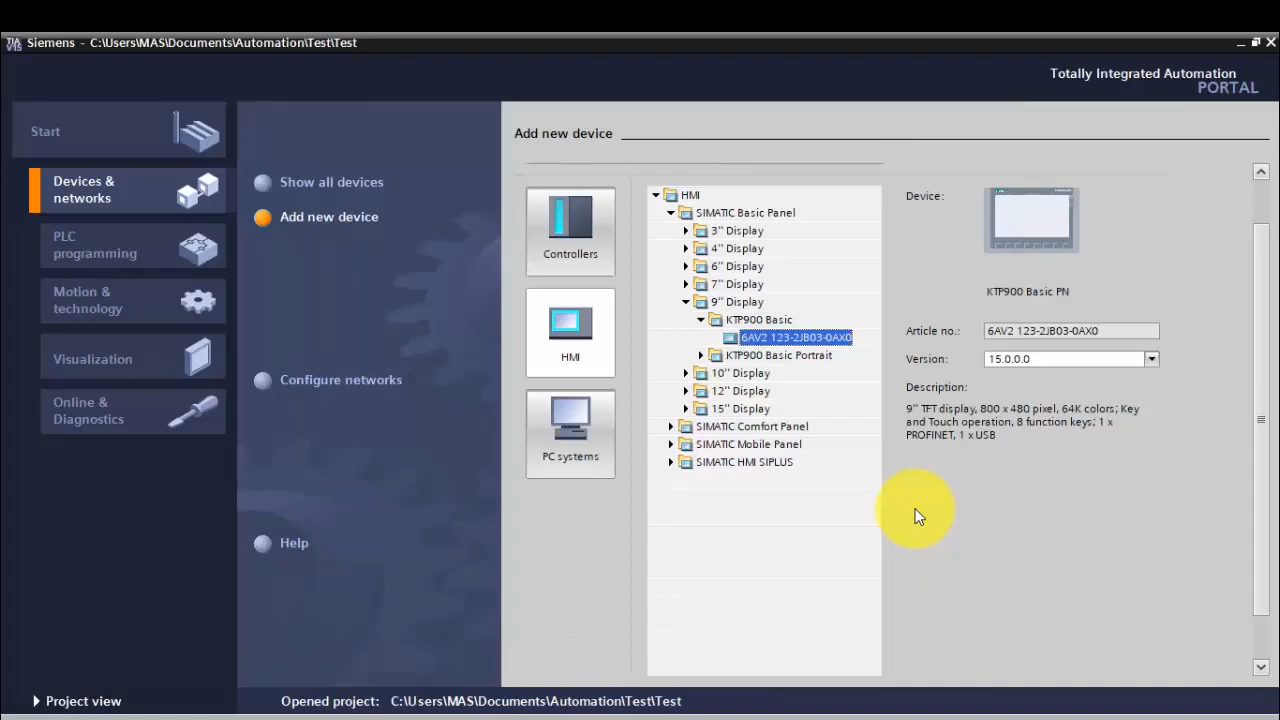 TIA V15 Siemens - C:\Users\MAS\Documents\Automation\Test\Test
Totally Integrated Automation
PORTAL
Start
Devices &
networks
PLC
programming
Motion &
technology
Visualization
Online &
Diagnostics
Show all devices
Add new device
Configure networks
Help
Add new device
Controllers
HMI
PC systems
HMI
SIMATIC Basic Panel
3" Display
4" Display
6" Display
7" Display
9" Display
KTP900 Basic
6AV2 123-2JB03-0AX0
KTP900 Basic Portrait
10" Display
12" Display
15" Display
SIMATIC Comfort Panel
SIMATIC Mobile Panel
SIMATIC HMI SIPLUS
Device:
KTP900 Basic PN
Article no.: 6AV2 123-2JB03-0AX0
Version: 15.0.0.0
Description:
9" TFT display, 800 x 480 pixel, 64K colors; Key
and Touch operation, 8 function keys; 1 x
PROFINET, 1 x USB
Project view
Opened project: C:\Users\MAS\Documents\Automation\Test\Test